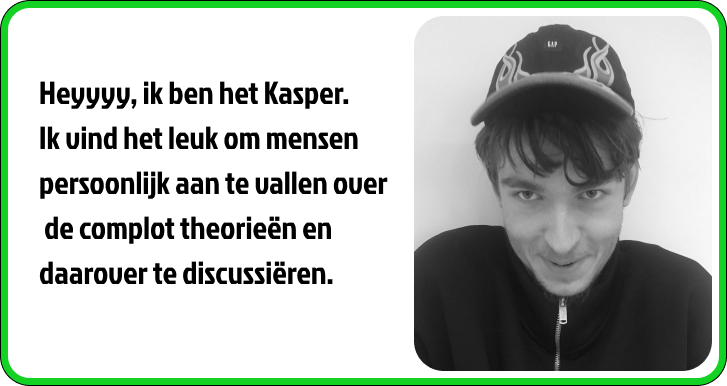 Heyyyy, ik ben het Kasper.
Ik vind het leuk om mensen
persoonlijk aan te vallen over
de complot theorieën en
daarover te discussiëren.
GAP